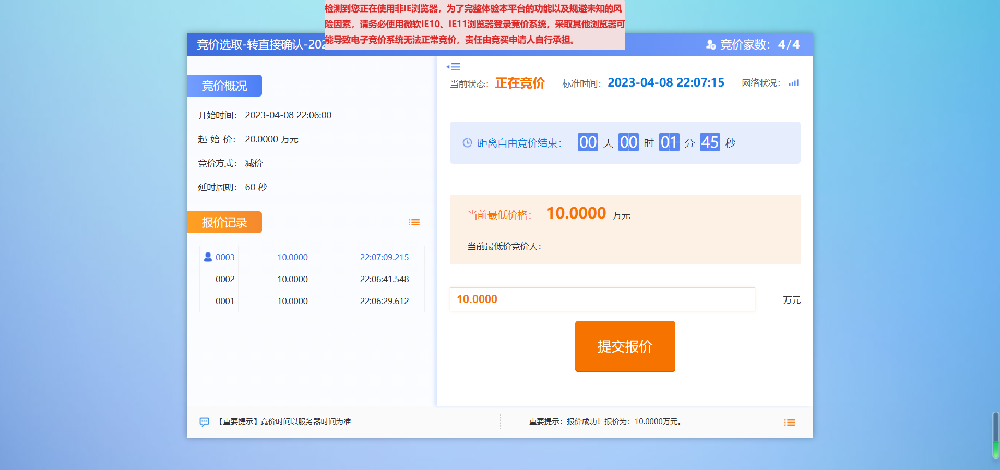 检测到您正在使用非IE浏览器，为了完整体验本平台的功能以及规避未知的风
险因素，请务必使用微软IE10、IE11浏览器登录竞价系统，采取其他浏览器可
能导致电子竞价系统无法正常竞价，责任由竞买申请人自行承担。
竞价选取-转直接确认-202
竞价家数：4/4
竞价概况
开始时间： 2023-04-08 22:06:00
起 始 价： 20.0000 万元
竞价方式： 减价
延时周期： 60 秒
报价记录
0003 10.0000 22:07:09.215
0002 10.0000 22:06:41.548
0001 10.0000 22:06:29.612
当前状态： 正在竞价 标准时间： 2023-04-08 22:07:15 网络状况：
距离自由竞价结束： 00 天 00 时 01 分 45 秒
当前最低价格： 10.0000 万元
当前最低价竞价人：
10.0000 万元
提交报价
【重要提示】竞价时间以服务器时间为准
重要提示：报价成功！报价为：10.0000万元。